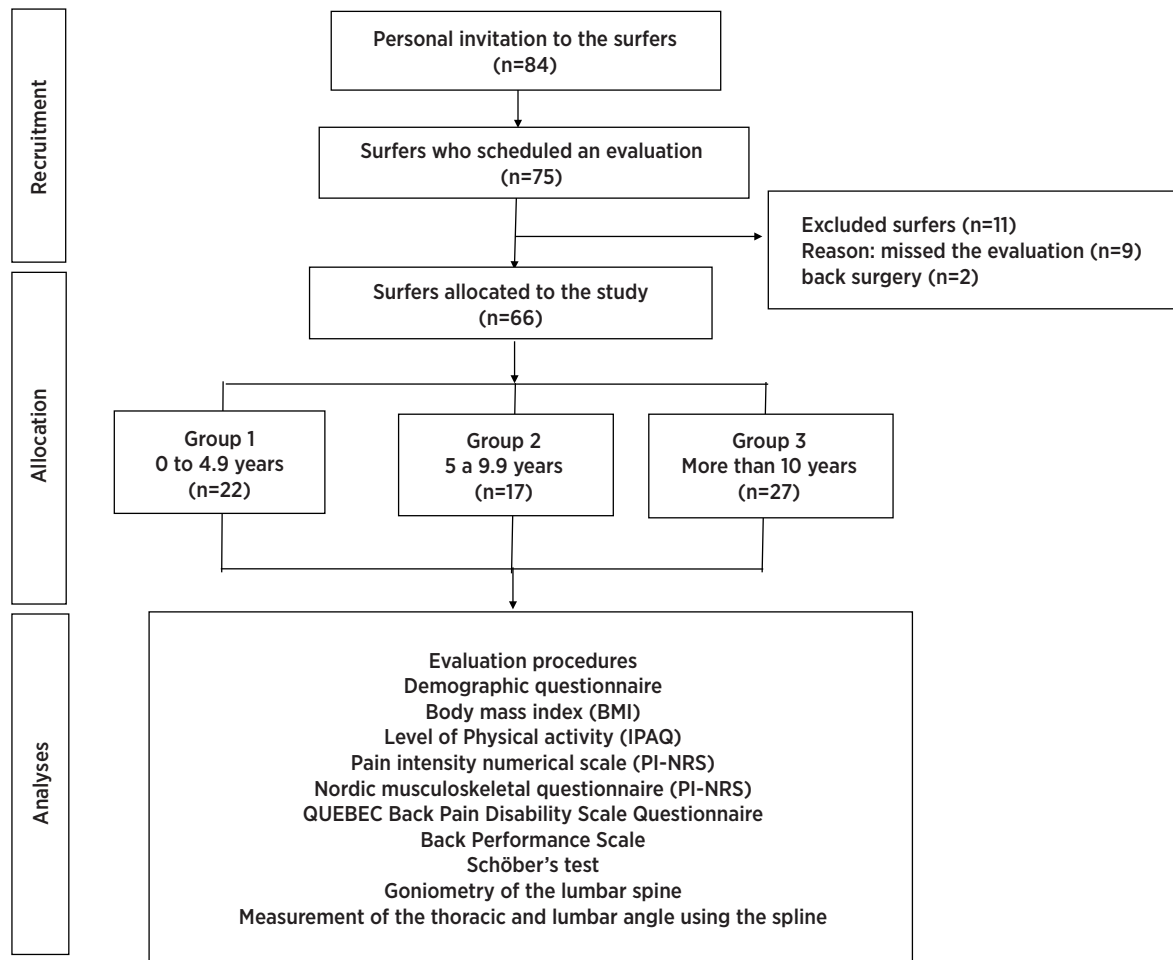 Recruitment
Personal invitation to the surfers
(n=84)
Surfers who scheduled an evaluation
(n=75)
Excluded surfers (n=11)
Reason: missed the evaluation (n=9)
back surgery (n=2)
Allocation
Surfers allocated to the study
(n=66)
Group 1
0 to 4.9 years
(n=22)
Group 2
5 a 9.9 years
(n=17)
Group 3
More than 10 years
(n=27)
Analyses
Evaluation procedures
Demographic questionnaire
Body mass index (BMI)
Level of Physical activity (IPAQ)
Pain intensity numerical scale (PI-NRS)
Nordic musculoskeletal questionnaire (PI-NRS)
QUEBEC Back Pain Disability Scale Questionnaire
Back Performance Scale
Schöber’s test
Goniometry of the lumbar spine
Measurement of the thoracic and lumbar angle using the spline